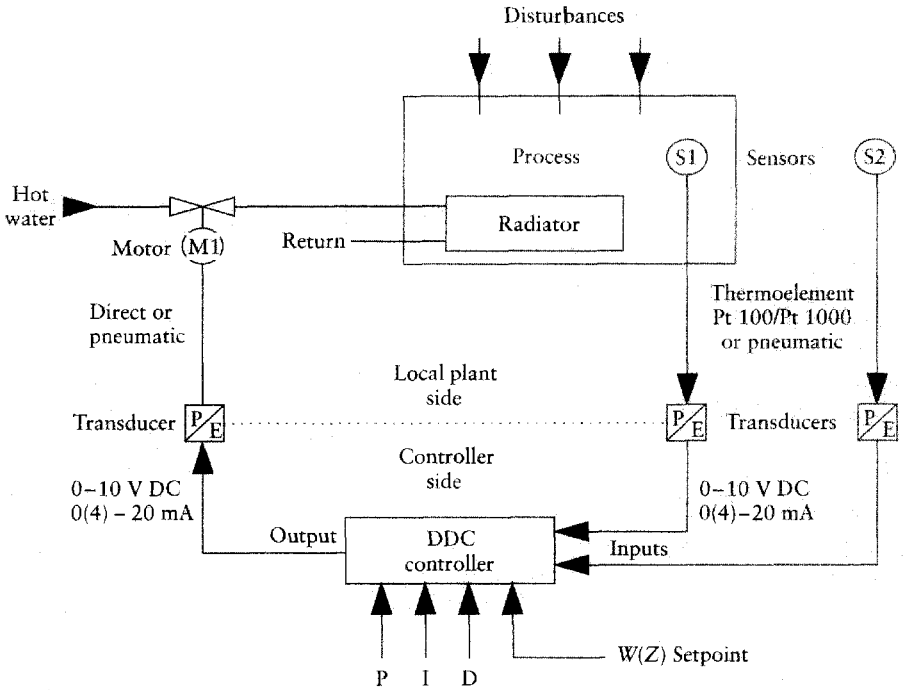 Disturbances
Process
S1
Sensors
S2
Hot
water
Radiator
Motor
(M1)
Return
Direct or
pneumatic
Thermoelement
Pt 100/Pt 1000
or pneumatic
Local plant
side
Transducer
P/E
P/E
Transducers
P/E
Controller
side
0–10 V DC
0(4) – 20 mA
0–10 V DC
0(4)–20 mA
Output
DDC
controller
Inputs
W(Z) Setpoint
P
I
D